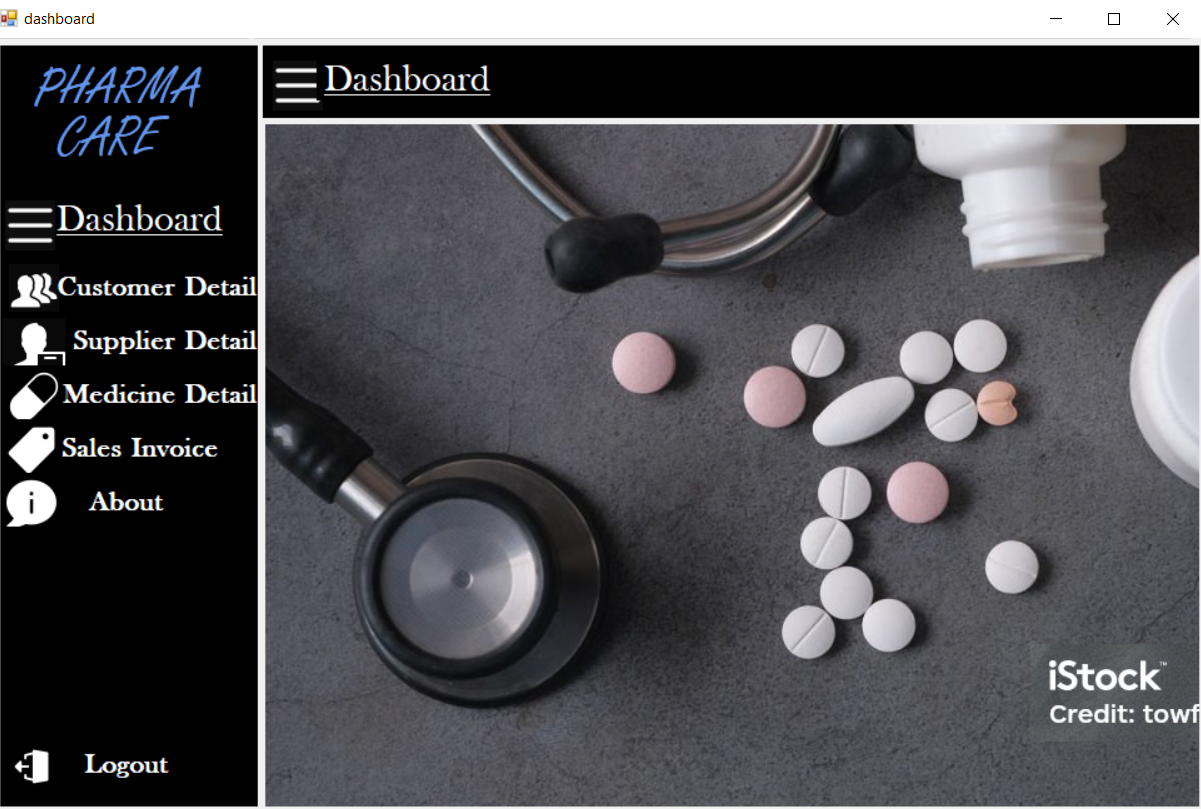 dashboard
PHARMA
CARE
Dashboard
Customer Detail
Supplier Detail
Medicine Detail
Sales Invoice
i
About
Logout
Dashboard
iStock™
Credit: towf